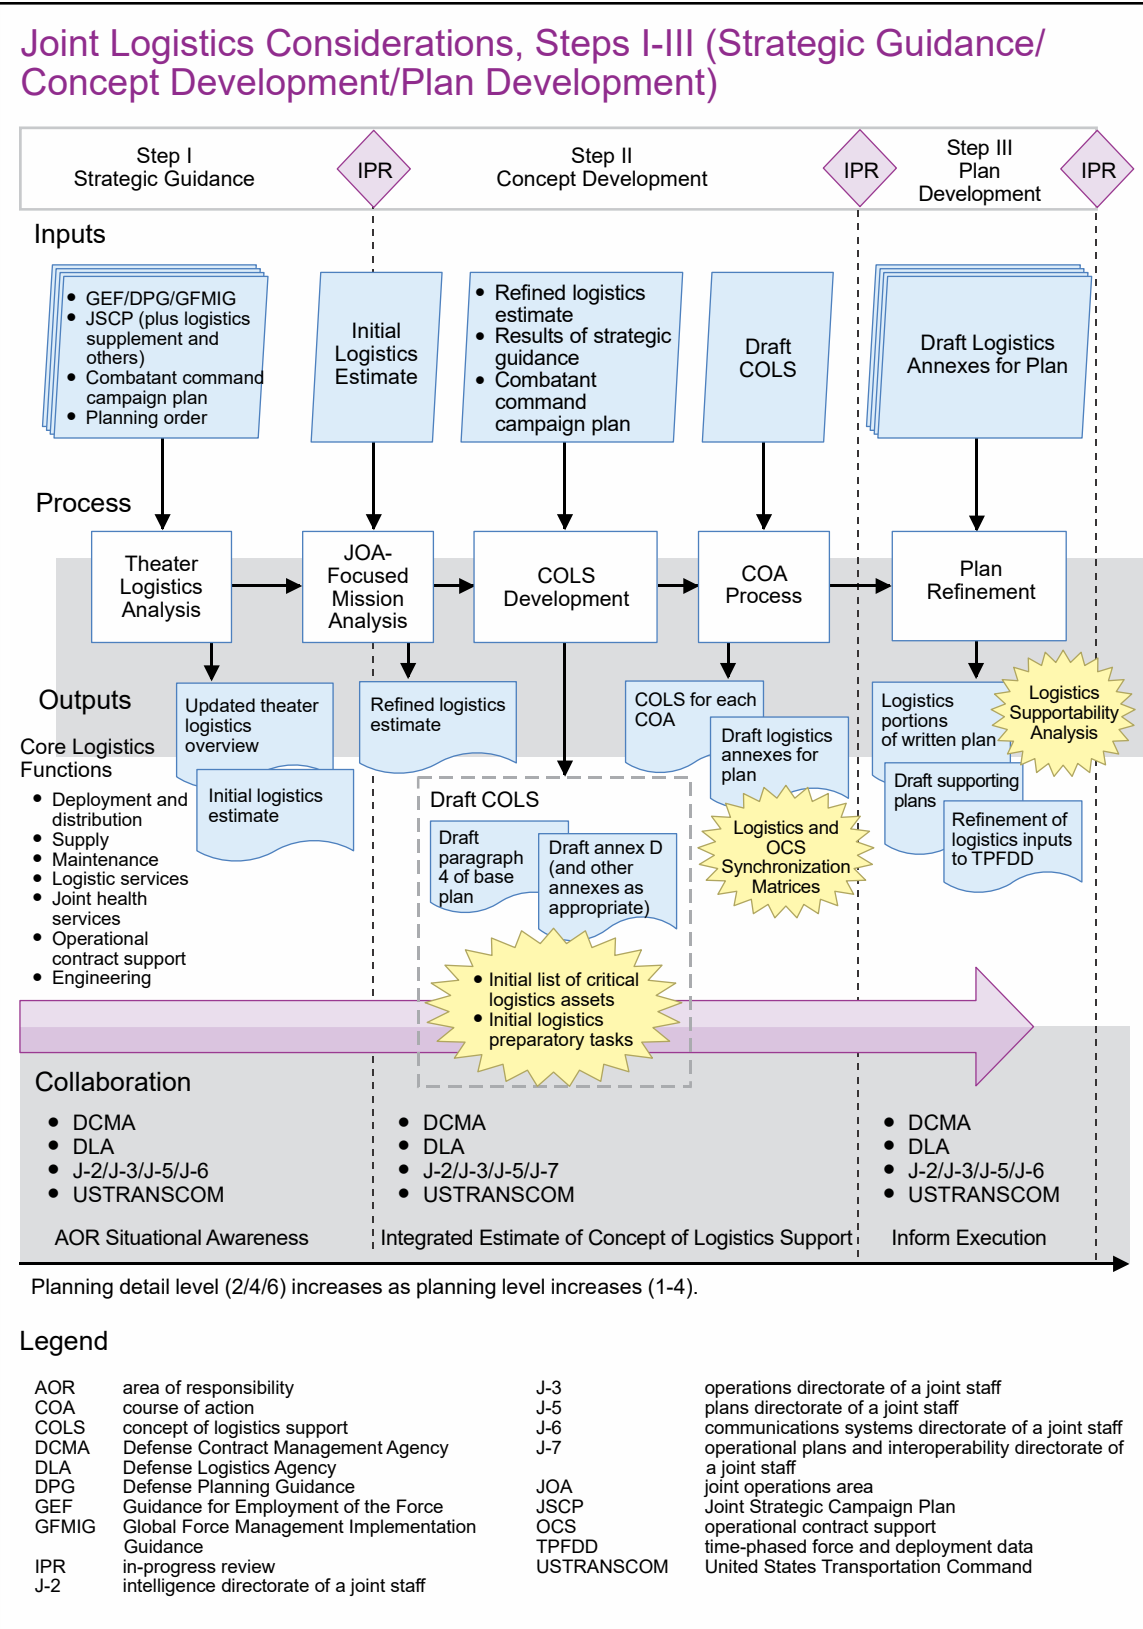 Joint Logistics Considerations, Steps I-III (Strategic Guidance/
Concept Development/Plan Development)
Step I
Strategic Guidance
IPR
Step II
Concept Development
IPR
Step III
Plan
Development
IPR
Inputs
• GEF/DPG/GFMIG
• JSCP (plus logistics
supplement and
others)
• Combatant command
campaign plan
• Planning order
Initial
Logistics
Estimate
• Refined logistics
estimate
• Results of strategic
guidance
• Combatant
command
campaign plan
Draft
COLS
Draft Logistics
Annexes for Plan
Process
Theater
Logistics
Analysis
JOA-
Focused
Mission
Analysis
COLS
Development
COA
Process
Plan
Refinement
Outputs
Updated theater
logistics
overview
Initial logistics
estimate
Refined logistics
estimate
COLS for each
COA
Draft logistics
annexes for
plan
Logistics and
OCS
Synchronization
Matrices
Logistics
portions
of written plan
Draft supporting
plans
Refinement of
logistics inputs
to TPFDD
Logistics
Supportability
Analysis
Core Logistics
Functions
• Deployment and
distribution
• Supply
• Maintenance
• Logistic services
• Joint health
services
• Operational
contract support
• Engineering
Draft COLS
Draft
paragraph
4 of base
plan
Draft annex D
(and other
annexes as
appropriate)
• Initial list of critical
logistics assets
• Initial logistics
preparatory tasks
Collaboration
• DCMA
• DLA
• J-2/J-3/J-5/J-6
• USTRANSCOM
• DCMA
• DLA
• J-2/J-3/J-5/J-7
• USTRANSCOM
• DCMA
• DLA
• J-2/J-3/J-5/J-6
• USTRANSCOM
AOR Situational Awareness
Integrated Estimate of Concept of Logistics Support
Inform Execution
Planning detail level (2/4/6) increases as planning level increases (1-4).
Legend
AOR area of responsibility
COA course of action
COLS concept of logistics support
DCMA Defense Contract Management Agency
DLA Defense Logistics Agency
DPG Defense Planning Guidance
GEF Guidance for Employment of the Force
GFMIG Global Force Management Implementation
Guidance
IPR in-progress review
J-2 intelligence directorate of a joint staff
J-3 operations directorate of a joint staff
J-5 plans directorate of a joint staff
J-6 communications systems directorate of a joint staff
J-7 operational plans and interoperability directorate of
a joint staff
JOA joint operations area
JSCP Joint Strategic Campaign Plan
OCS operational contract support
TPFDD time-phased force and deployment data
USTRANSCOM United States Transportation Command